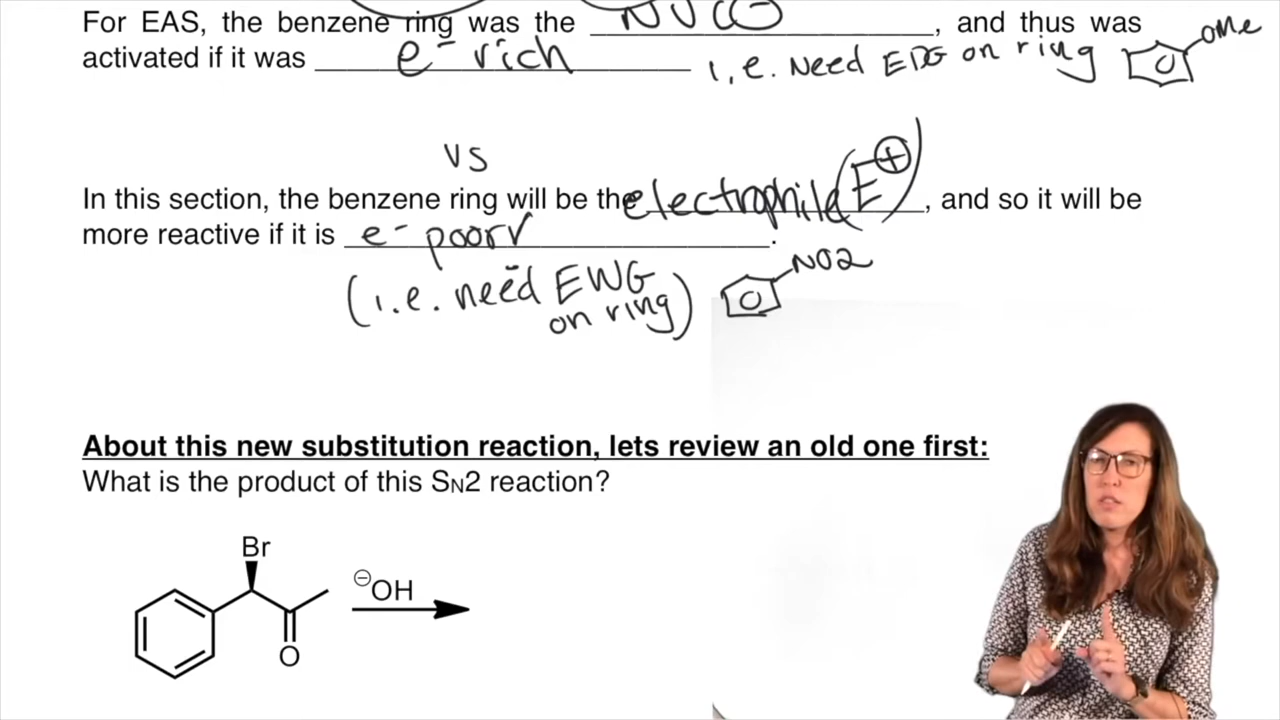 For EAS, the benzene ring was the NUC⊖, and thus was
activated if it was e⁻ rich i.e. Need EDG on ring OMe
VS
In this section, the benzene ring will be the electrophile (E⊕), and so it will be
more reactive if it is e⁻ poor.
(i.e. need EWG on ring) NO2
About this new substitution reaction, lets review an old one first:
What is the product of this SN2 reaction?
Br
⊖OH
O